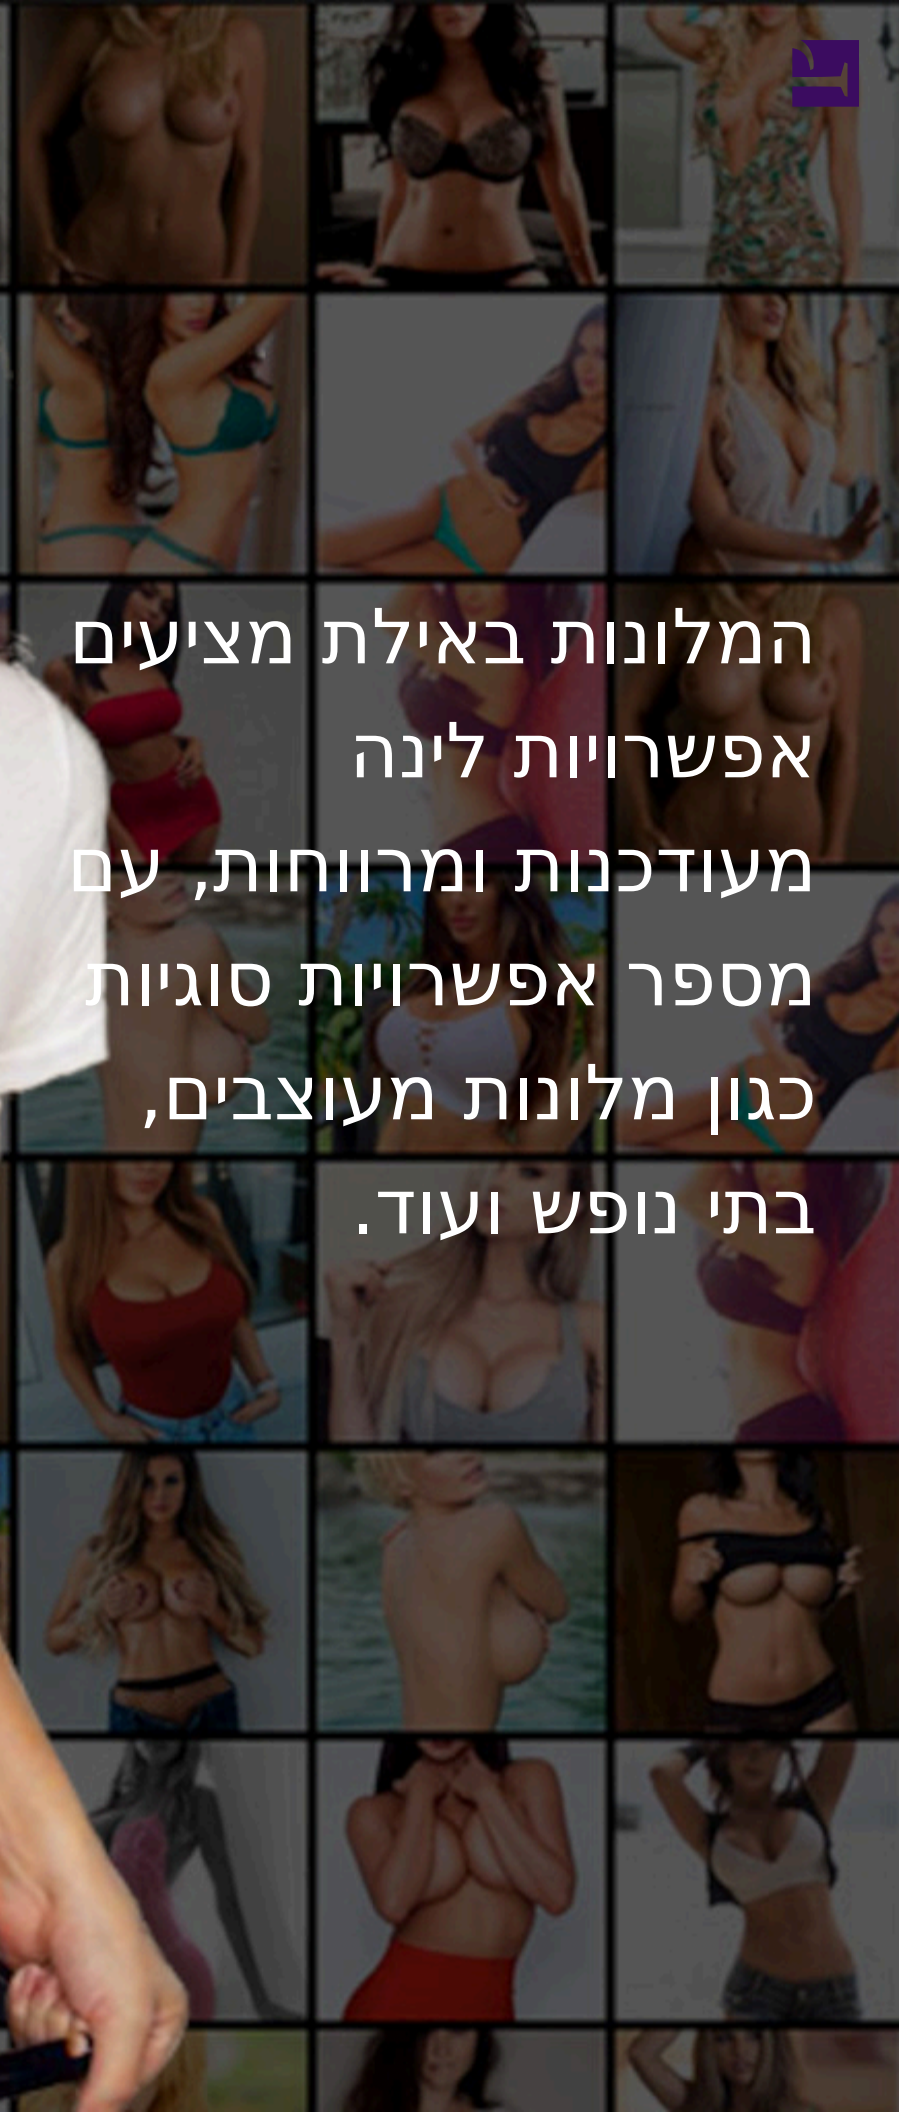 המלונות באילת מציעים
אפשרויות לינה
מעודכנות ומרווחות, עם
מספר אפשרויות סוגיות
כגון מלונות מעוצבים,
בתי נופש ועוד.